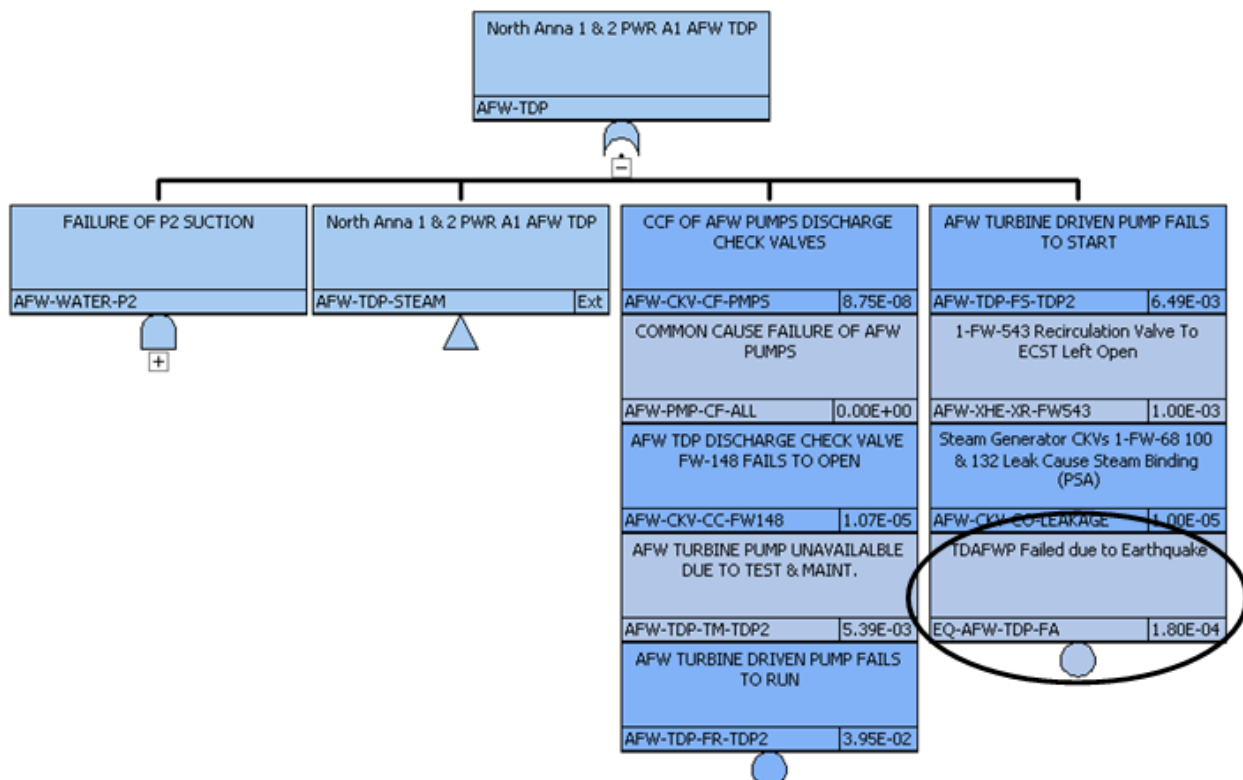 North Anna 1 & 2 PWR A1 AFW TDP
AFW-TDP
FAILURE OF P2 SUCTION
AFW-WATER-P2
North Anna 1 & 2 PWR A1 AFW TDP
AFW-TDP-STEAM Ext
CCF OF AFW PUMPS DISCHARGE
CHECK VALVES
AFW-CKV-CF-PMPS 8.75E-08
COMMON CAUSE FAILURE OF AFW
PUMPS
AFW-PMP-CF-ALL 0.00E+00
AFW TDP DISCHARGE CHECK VALVE
FW-148 FAILS TO OPEN
AFW-CKV-CC-FW148 1.07E-05
AFW TURBINE PUMP UNAVAILALBLE
DUE TO TEST & MAINT.
AFW-TDP-TM-TDP2 5.39E-03
AFW TURBINE DRIVEN PUMP FAILS
TO RUN
AFW-TDP-FR-TDP2 3.95E-02
AFW TURBINE DRIVEN PUMP FAILS
TO START
AFW-TDP-FS-TDP2 6.49E-03
1-FW-543 Recirculation Valve To
ECST Left Open
AFW-XHE-XR-FW543 1.00E-03
Steam Generator CKVs 1-FW-68 100
& 132 Leak Cause Steam Binding
(PSA)
AFW-CKV-CO-LEAKAGE 1.00E-05
TDAFWP Failed due to Earthquake
EQ-AFW-TDP-FA 1.80E-04